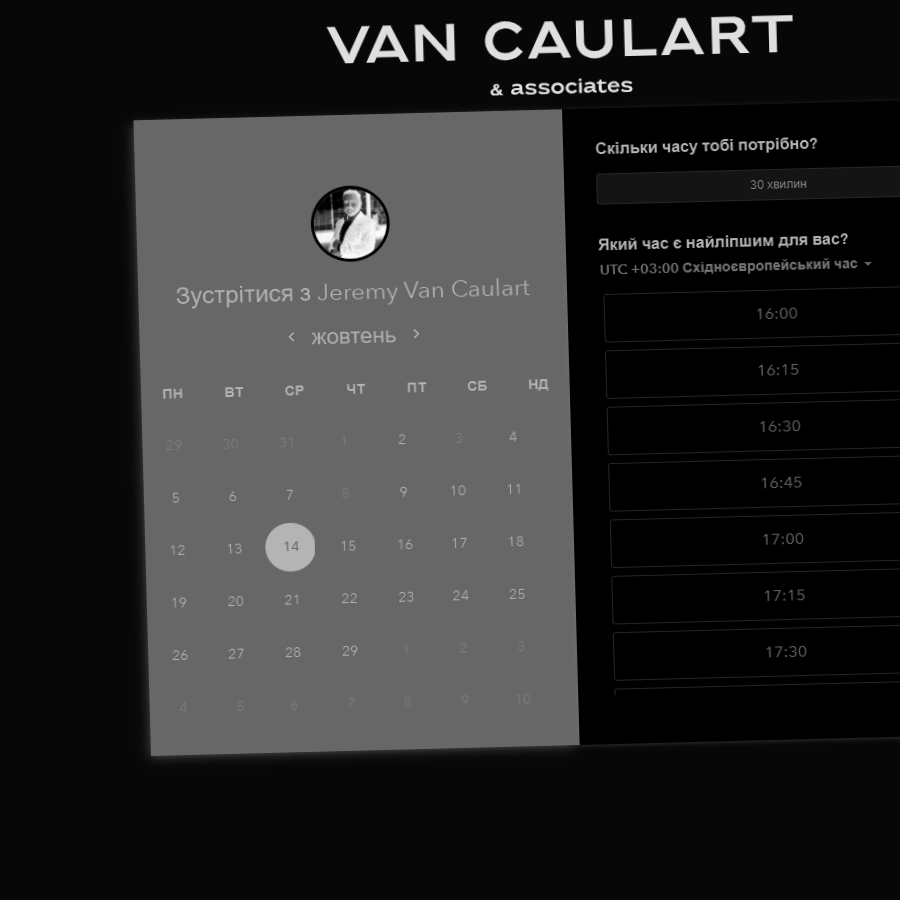 VAN CAULART
& associates
Зустрітися з Jeremy Van Caulart
жовтень
ПН ВТ СР ЧТ ПТ СБ НД
29 30 31 1 2 3 4
5 6 7 8 9 10 11
12 13 14 15 16 17 18
19 20 21 22 23 24 25
26 27 28 29 1 2 3
4 5 6 7 8 9 10
Скільки часу тобі потрібно?
30 хвилин
Який час є найліпшим для вас?
UTC +03:00 Східноєвропейський час
16:00
16:15
16:30
16:45
17:00
17:15
17:30